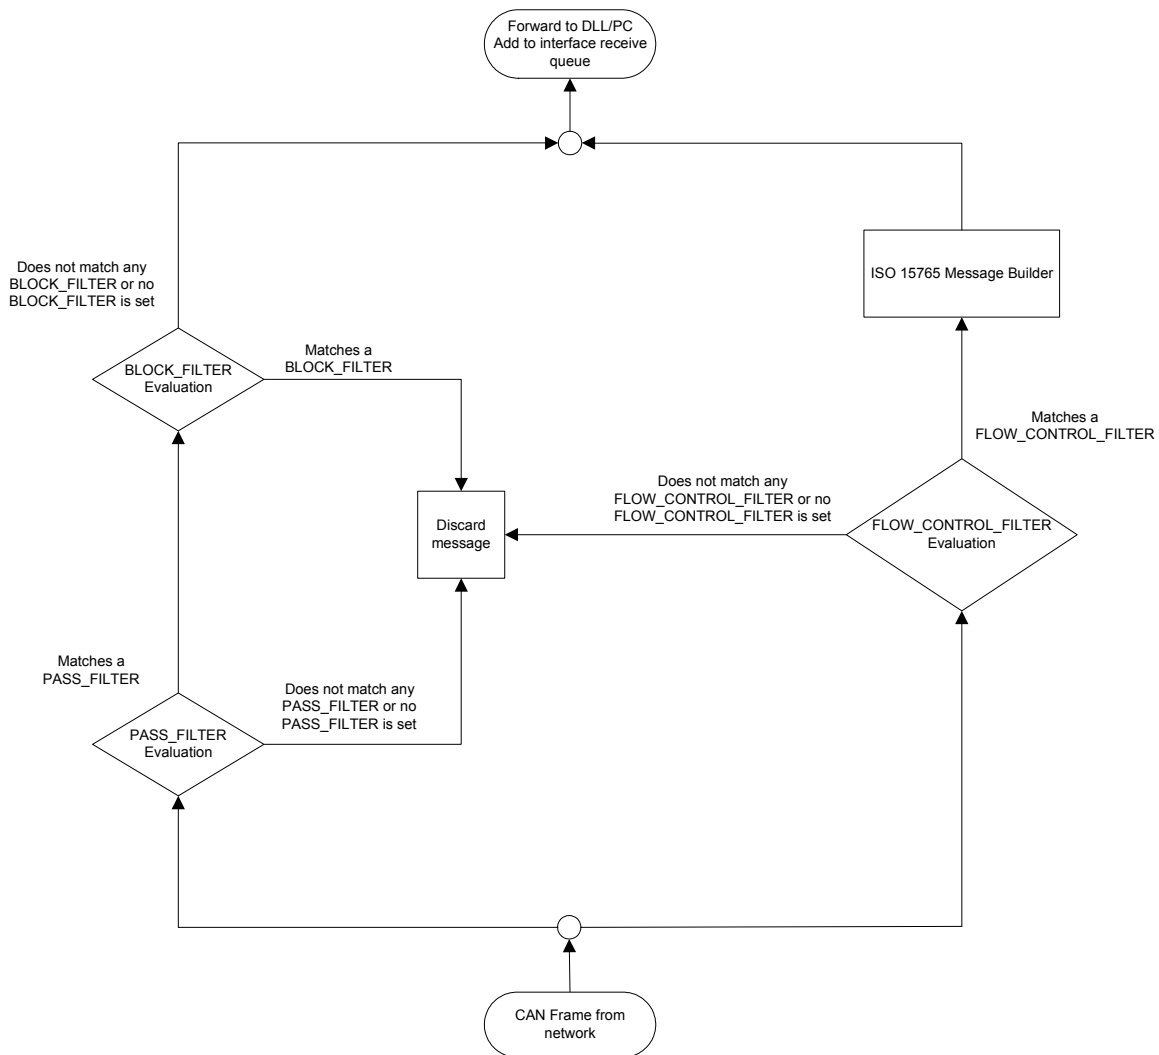 Forward to DLL/PC
Add to interface receive
queue
Does not match any
BLOCK_FILTER or no
BLOCK_FILTER is set
ISO 15765 Message Builder
BLOCK_FILTER
Evaluation
Matches a
BLOCK_FILTER
Matches a
FLOW_CONTROL_FILTER
Does not match any
FLOW_CONTROL_FILTER or no
FLOW_CONTROL_FILTER is set
Discard
message
FLOW_CONTROL_FILTER
Evaluation
Matches a
PASS_FILTER
Does not match any
PASS_FILTER or no
PASS_FILTER is set
PASS_FILTER
Evaluation
CAN Frame from
network